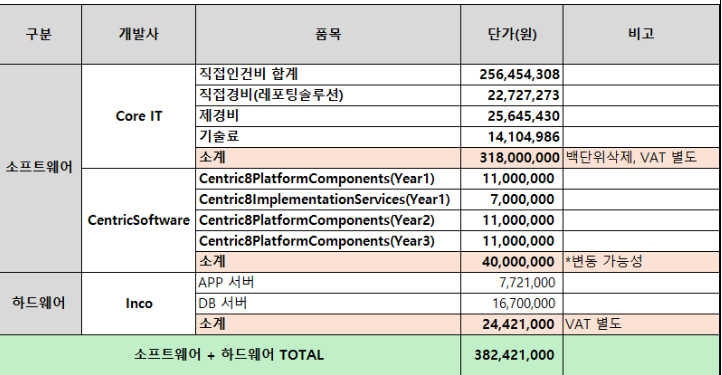 구분 개발사 품목 단가(원) 비고
소프트웨어 Core IT 직접인건비 합계 256,454,308
직접경비(레포팅솔루션) 22,727,273
제경비 25,645,430
기술료 14,104,986
소계 318,000,000 백단위삭제, VAT 별도
CentricSoftware Centric8PlatformComponents(Year1) 11,000,000
Centric8ImplementationServices(Year1) 7,000,000
Centric8PlatformComponents(Year2) 11,000,000
Centric8PlatformComponents(Year3) 11,000,000
소계 40,000,000 *변동 가능성
하드웨어 Inco APP 서버 7,721,000
DB 서버 16,700,000
소계 24,421,000 VAT 별도
소프트웨어 + 하드웨어 TOTAL 382,421,000